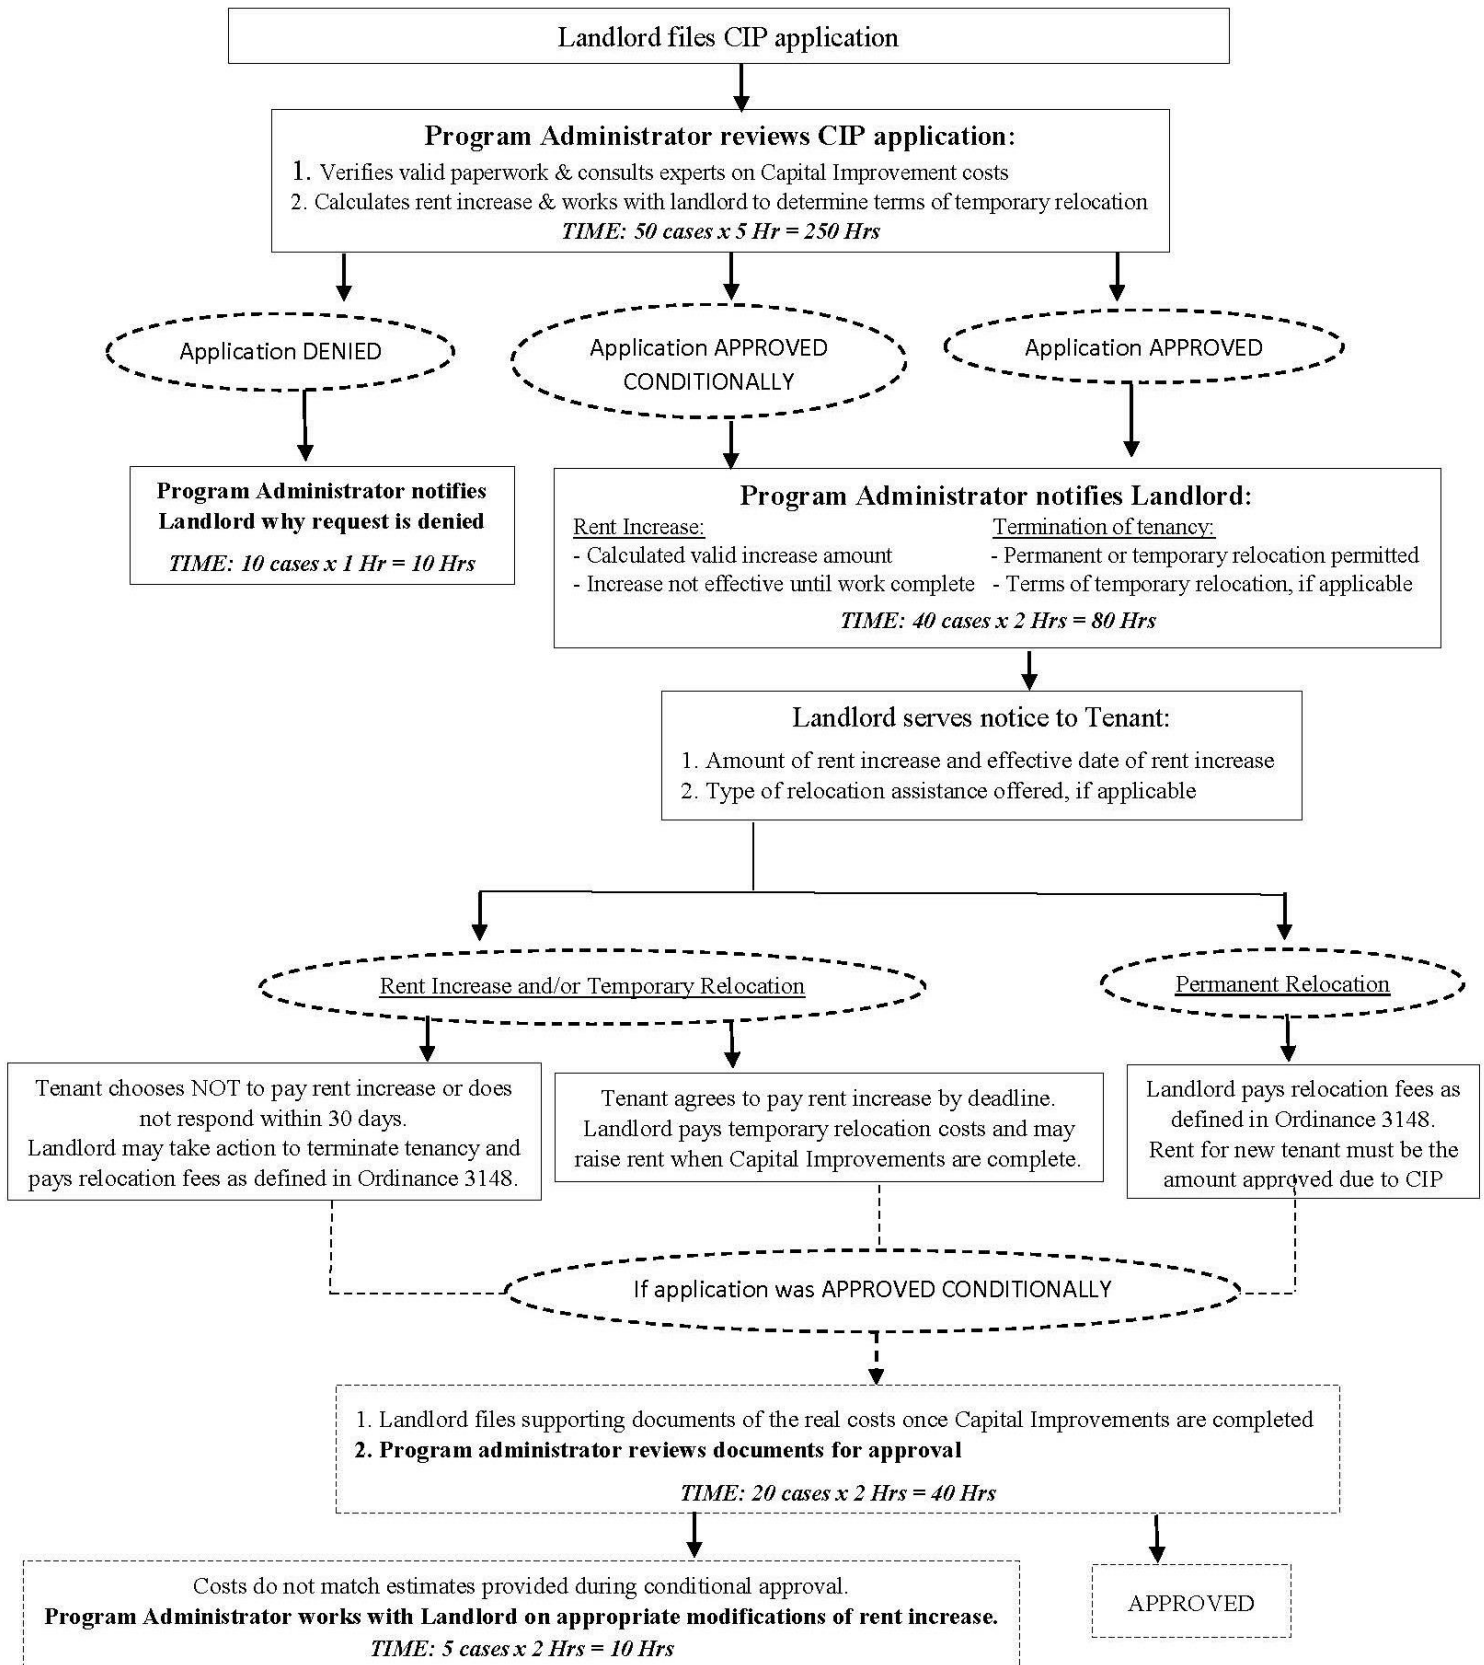 Landlord files CIP application
Program Administrator reviews CIP application:
1. Verifies valid paperwork & consults experts on Capital Improvement costs
2. Calculates rent increase & works with landlord to determine terms of temporary relocation
TIME: 50 cases x 5 Hr = 250 Hrs
Application DENIED
Application APPROVED
CONDITIONALLY
Application APPROVED
Program Administrator notifies
Landlord why request is denied
TIME: 10 cases x 1 Hr = 10 Hrs
Program Administrator notifies Landlord:
Rent Increase:
- Calculated valid increase amount
- Increase not effective until work complete
Termination of tenancy:
- Permanent or temporary relocation permitted
- Terms of temporary relocation, if applicable
TIME: 40 cases x 2 Hrs = 80 Hrs
Landlord serves notice to Tenant:
1. Amount of rent increase and effective date of rent increase
2. Type of relocation assistance offered, if applicable
Rent Increase and/or Temporary Relocation
Permanent Relocation
Tenant chooses NOT to pay rent increase or does
not respond within 30 days.
Landlord may take action to terminate tenancy and
pays relocation fees as defined in Ordinance 3148.
Tenant agrees to pay rent increase by deadline.
Landlord pays temporary relocation costs and may
raise rent when Capital Improvements are complete.
Landlord pays relocation fees as
defined in Ordinance 3148.
Rent for new tenant must be the
amount approved due to CIP
If application was APPROVED CONDITIONALLY
1. Landlord files supporting documents of the real costs once Capital Improvements are completed
2. Program administrator reviews documents for approval
TIME: 20 cases x 2 Hrs = 40 Hrs
Costs do not match estimates provided during conditional approval.
Program Administrator works with Landlord on appropriate modifications of rent increase.
TIME: 5 cases x 2 Hrs = 10 Hrs
APPROVED